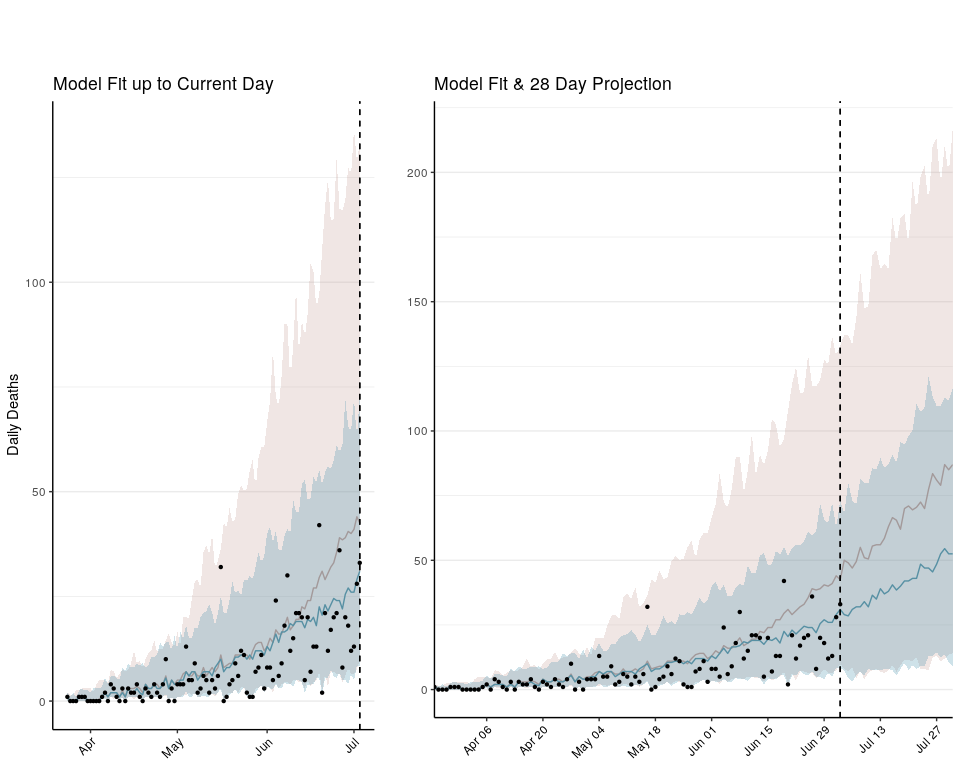 Model Fit up to Current Day
Model Fit & 28 Day Projection
Daily Deaths
100
50
0
Apr
May
Jun
Jul
200
150
100
50
0
Apr 06
Apr 20
May 04
May 18
Jun 01
Jun 15
Jun 29
Jul 13
Jul 27